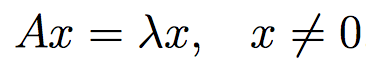 Ax = λx, x ≠ 0